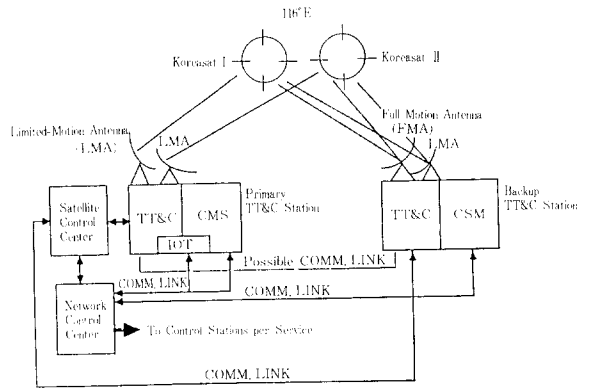 116°E
Koreasat I
Koreasat II
Limited-Motion Antenna
(LMA)
LMA
Full Motion Antenna
(FMA)
LMA
Satellite
Control
Center
TT&C
CMS
IOT
Primary
TT&C Station
TT&C
CSM
Backup
TT&C Station
Possible COMM, LINK
COMM, LINK
COMM, LINK
Network
Control
Center
To Control Stations per Service
COMM, LINK